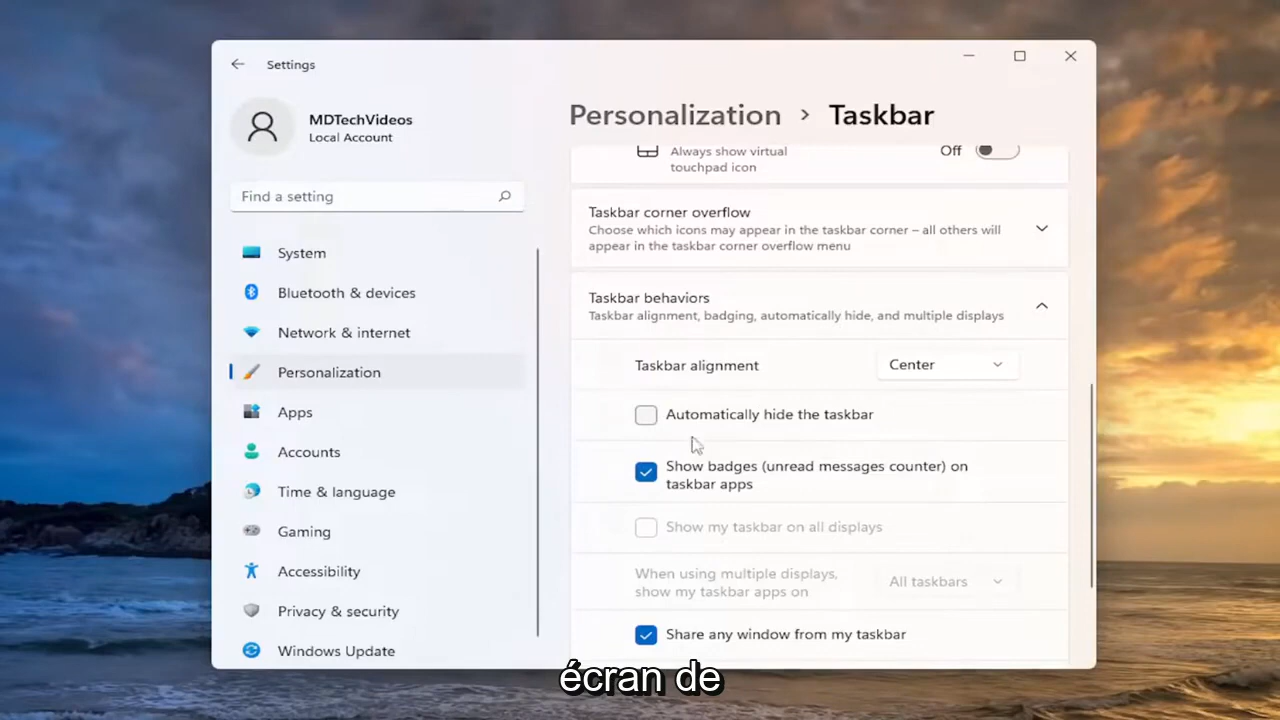 Settings
MDTechVideos
Local Account
Find a setting
System
Bluetooth & devices
Network & internet
Personalization
Apps
Accounts
Time & language
Gaming
Accessibility
Privacy & security
Windows Update
Personalization > Taskbar
Always show virtual
touchpad icon
Off
Taskbar corner overflow
Choose which icons may appear in the taskbar corner – all others will
appear in the taskbar corner overflow menu
Taskbar behaviors
Taskbar alignment, badging, automatically hide, and multiple displays
Taskbar alignment
Center
Automatically hide the taskbar
Show badges (unread messages counter) on
taskbar apps
Show my taskbar on all displays
When using multiple displays,
show my taskbar apps on
All taskbars
Share any window from my taskbar
écran de